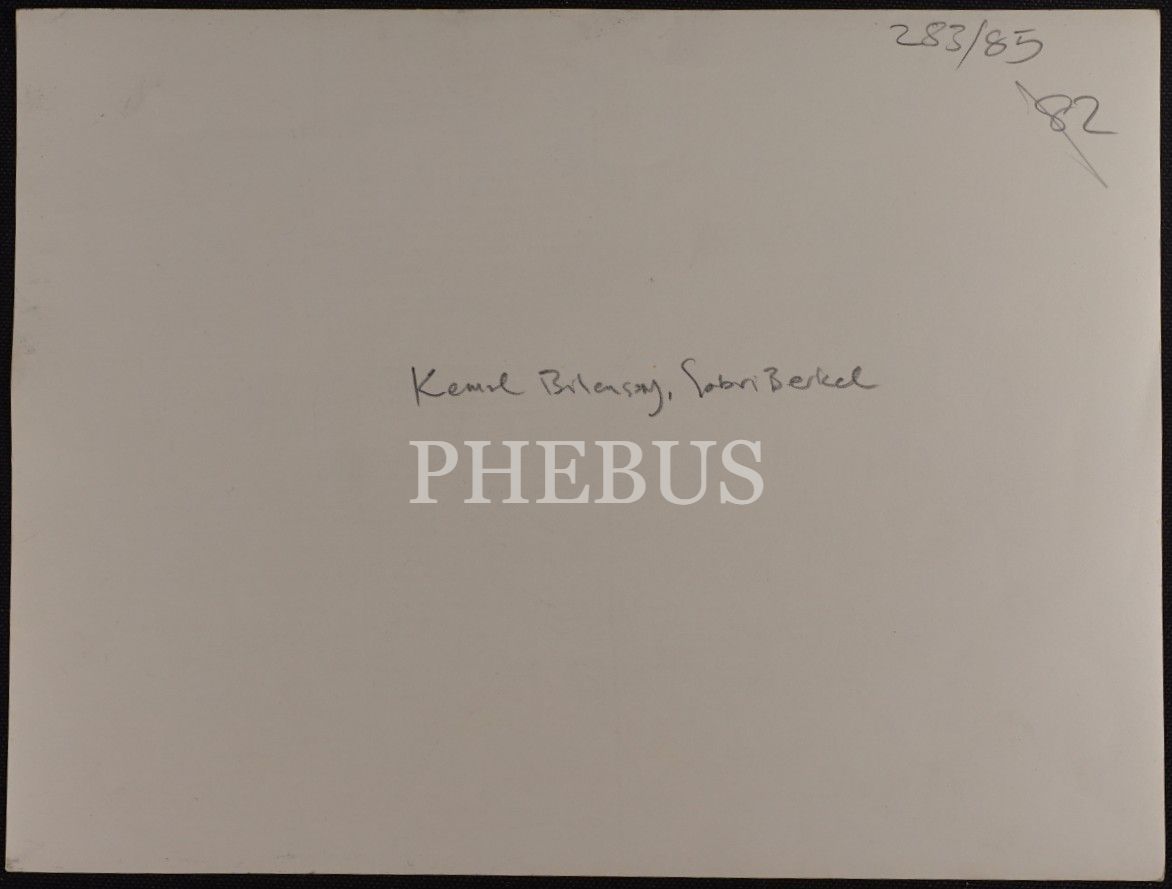 283/85
82
Kemal Bilensoy, Sabri Berkel
PHEBUS